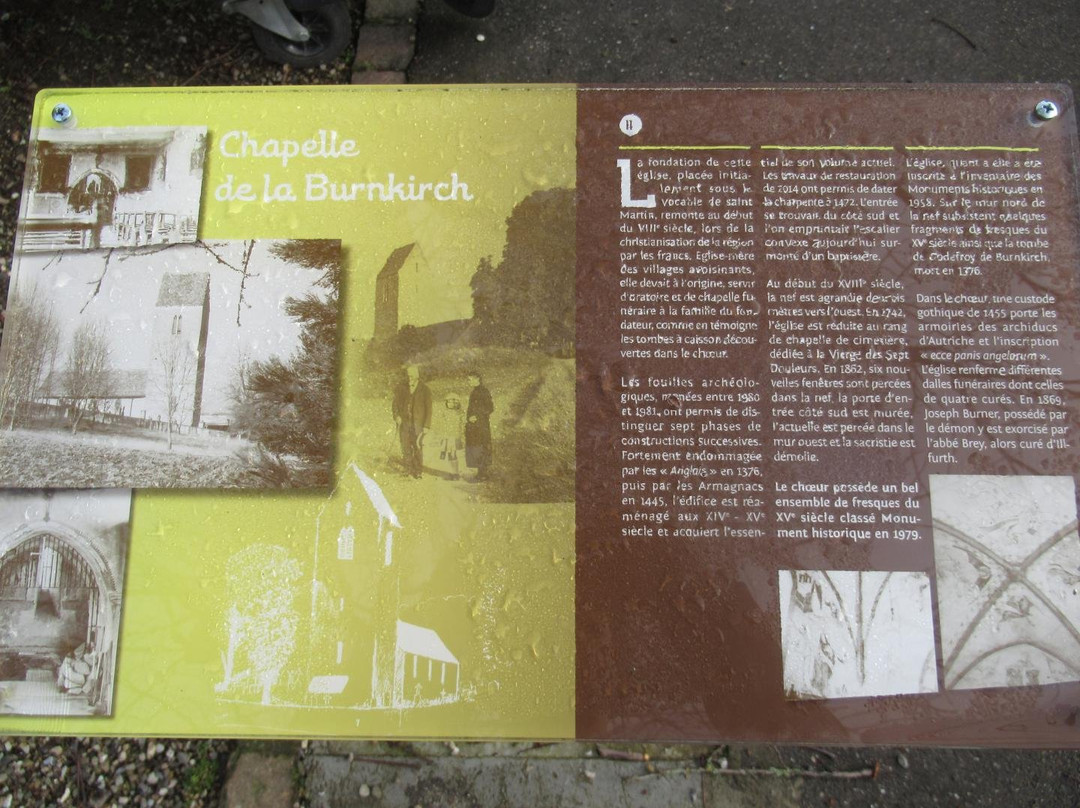 Chapelle
de la Burnkirch
11
La fondation de cette
église, placée initia-
lement sous le
vocable de saint
Martin, remonte au début
du VIIIe siècle, lors de la
christianisation de la région
par les francs. Eglise-mère
des villages avoisinants,
elle devait à l'origine, servir
d'oratoire et de chapelle fu-
néraire à la famille du fon-
dateur, comme en témoigne
les tombes à caisson décou-
vertes dans le chœur.
Les fouilles archéolo-
giques, menées entre 1980
et 1981, ont permis de dis-
tinguer sept phases de
constructions successives.
Fortement endommagée
par les « Anglais » en 1376,
puis par les Armagnacs
en 1445, l'édifice est réa-
ménagé aux XIVe - XVe
siècle et acquiert l'essen-
tiel de son volume actuel.
Les travaux de restauration
de 2014 ont permis de dater
la charpente à 1472. L'entrée
se trouvait du côté sud et
l'on empruntait l'escalier
convexe aujourd'hui sur-
monté d'un baptistère.
Au début du XVIIIe siècle,
la nef est agrandie de trois
mètres vers l'ouest. En 1742,
l'église est réduite au rang
de chapelle de cimetière,
dédiée à la Vierge des Sept
Douleurs. En 1862, six nou-
velles fenêtres sont percées
dans la nef, la porte d'en-
trée côté sud est murée,
l'actuelle est percée dans le
mur ouest et la sacristie est
démolie.
Le chœur possède un bel
ensemble de fresques du
XVe siècle classé Monu-
ment historique en 1979.
L'église, quant à elle a été
inscrite à l'inventaire des
Monuments historiques en
1958. Sur le mur nord de
la nef subsistent quelques
fragments de fresques du
XVe siècle ainsi que la tombe
de Godefroy de Burnkirch,
mort en 1376.
Dans le chœur, une custode
gothique de 1455 porte les
armoiries des archiducs
d'Autriche et l'inscription
« ecce panis angelorum ».
L'église renferme différentes
dalles funéraires dont celles
de quatre curés. En 1869,
Joseph Burner, possédé par
le démon y est exorcisé par
l'abbé Brey, alors curé d'Ill-
furth.